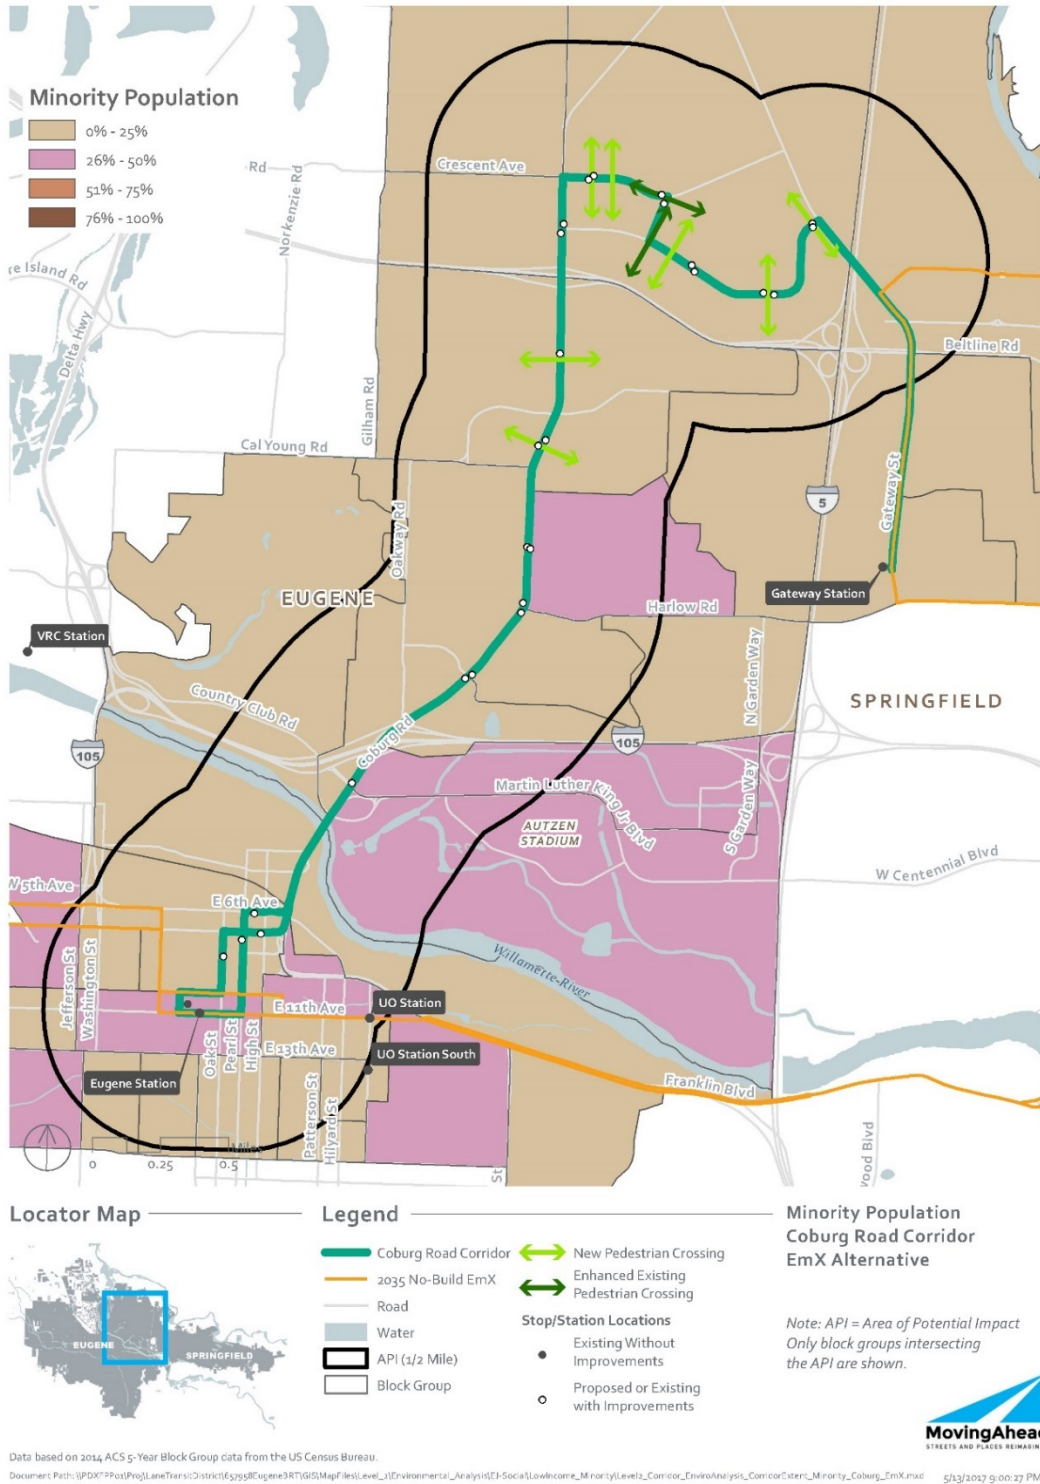 Minority Population
0% - 25%
26% - 50%
51% - 75%
76% - 100%
Rd
Crescent Ave
Norkenzie Rd
re Island Rd
Delta Hwy
Gilham Rd
Beltline Rd
Cal Young Rd
Oakway Rd
5
Gateway St
EUGENE
Gateway Station
Harlow Rd
VRC Station
N Garden Way
Country Club Rd
SPRINGFIELD
105
Coburg Rd
105
Martin Luther King Jr Blvd
S Garden Way
AUTZEN
STADIUM
W Centennial Blvd
W 5th Ave
E 6th Ave
Willamette River
Jefferson St
Washington St
E 11th Ave
UO Station
Oak St
Pearl St
High St
E 13th Ave
UO Station South
Eugene Station
Franklin Blvd
Patterson St
Hilyard St
St
wood Blvd
Miles
0 0.25 0.5
Locator Map
EUGENE
SPRINGFIELD
Legend
Coburg Road Corridor
2035 No-Build EmX
Road
Water
API (1/2 Mile)
Block Group
New Pedestrian Crossing
Enhanced Existing
Pedestrian Crossing
Stop/Station Locations
Existing Without
Improvements
Proposed or Existing
with Improvements
Minority Population
Coburg Road Corridor
EmX Alternative
Note: API = Area of Potential Impact
Only block groups intersecting
the API are shown.
MovingAhead
STREETS AND PLACES REIMAGIN
Data based on 2014 ACS 5-Year Block Group data from the US Census Bureau.
5/13/2017 9:00:27 PM